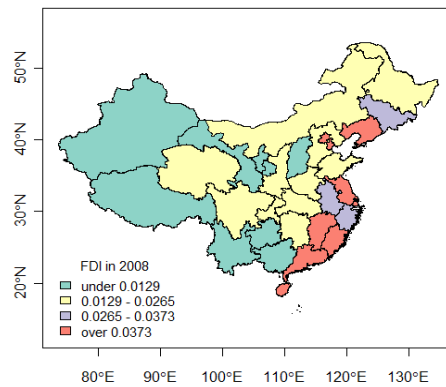 50°N
40°N
30°N
20°N
FDI in 2008
under 0.0129
0.0129 - 0.0265
0.0265 - 0.0373
over 0.0373
80°E 90°E 100°E 110°E 120°E 130°E